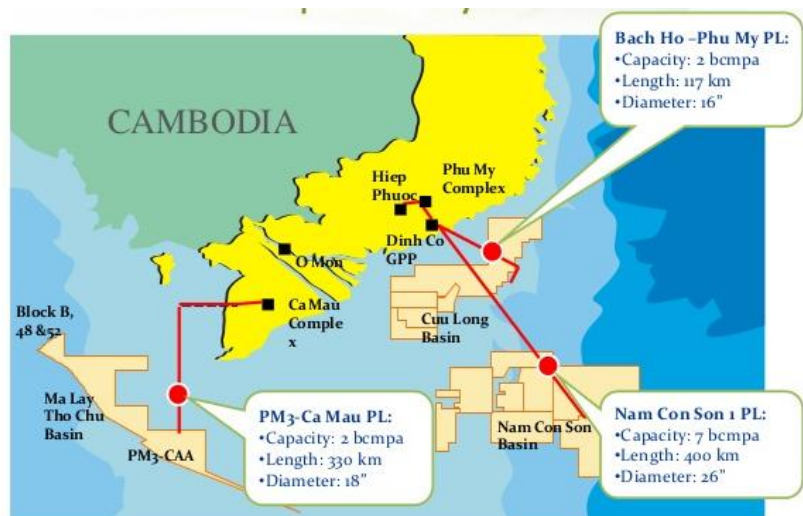 Bach Ho –Phu My PL:
•Capacity: 2 bcmpa
•Length: 117 km
•Diameter: 16"
CAMBODIA
Hiep
Phuoc
Phu My
Complex
Dinh Co
GPP
O Mon
Ca Mau
Comple
x
Cuu Long
Basin
Block B,
48 &52
Ma Lay
Tho Chu
Basin
PM3-CAA
PM3-Ca Mau PL:
•Capacity: 2 bcmpa
•Length: 330 km
•Diameter: 18"
Nam Con Son
Basin
Nam Con Son 1 PL:
•Capacity: 7 bcmpa
•Length: 400 km
•Diameter: 26"